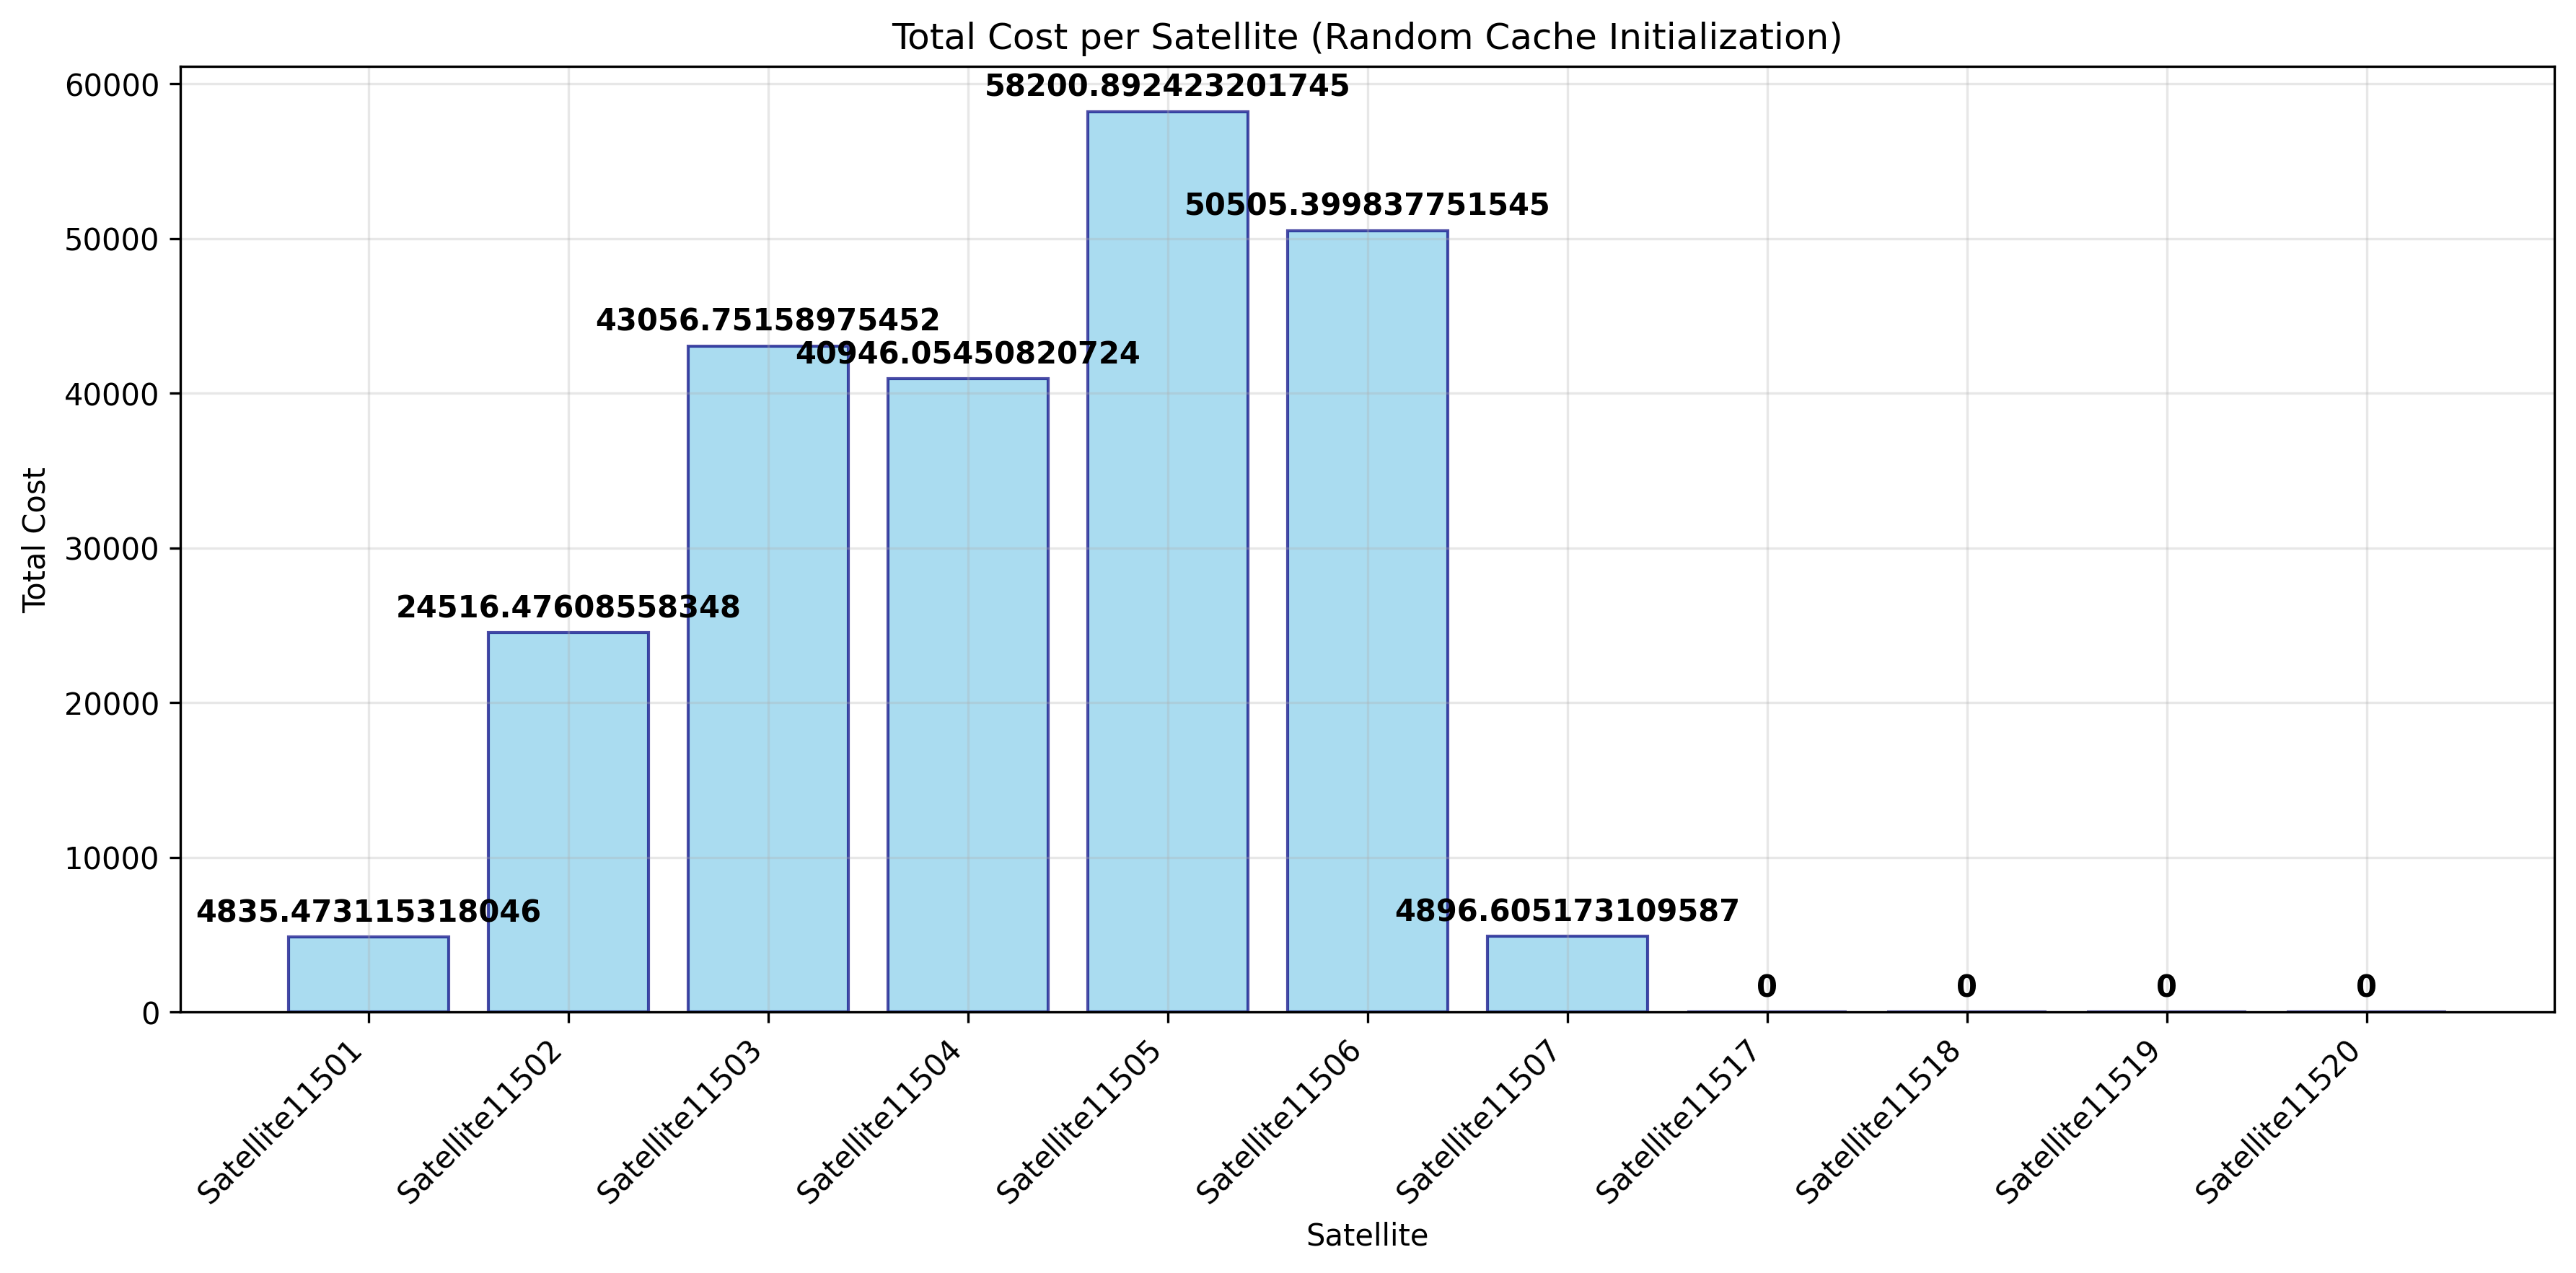 Total Cost per Satellite (Random Cache Initialization)
60000
50000
40000
30000
20000
10000
0
Total Cost
4835.473115318046
24516.47608558348
43056.75158975452
40946.05450820724
58200.892423201745
50505.399837751545
4896.605173109587
0
0
0
0
Satellite11501
Satellite11502
Satellite11503
Satellite11504
Satellite11505
Satellite11506
Satellite11507
Satellite11517
Satellite11518
Satellite11519
Satellite11520
Satellite